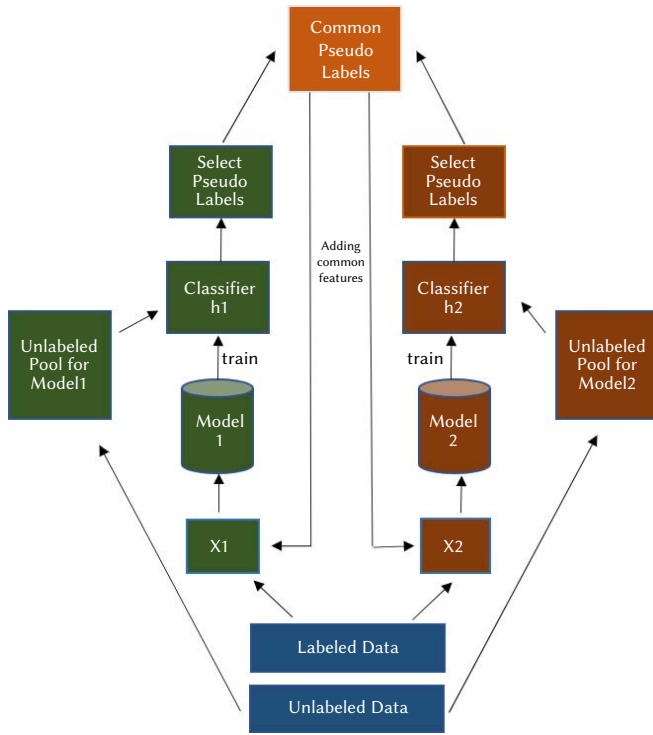 Common
Pseudo
Labels
Select
Pseudo
Labels
Select
Pseudo
Labels
Adding
common
features
Classifier
h1
Classifier
h2
Unlabeled
Pool for
Model1
Unlabeled
Pool for
Model2
train
train
Model
1
Model
2
X1
X2
Labeled Data
Unlabeled Data